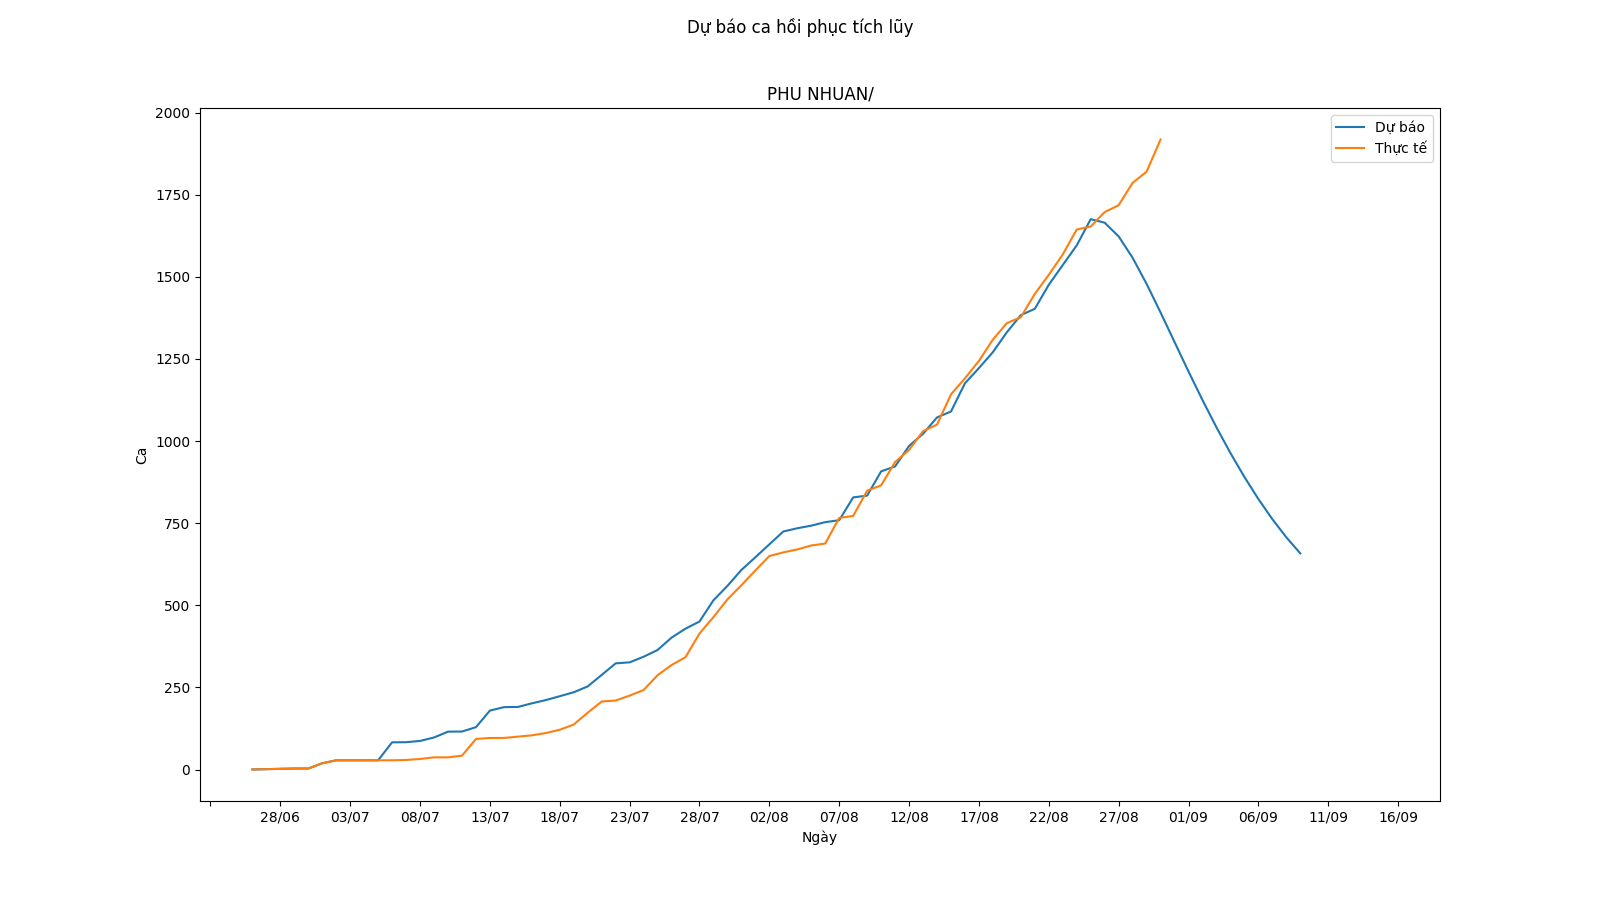 Dự báo ca hồi phục tích lũy
PHU NHUAN/
2000
1750
1500
1250
1000
750
500
250
0
Ca
Dự báo
Thực tế
28/06 03/07 08/07 13/07 18/07 23/07 28/07 02/08 07/08 12/08 17/08 22/08 27/08 01/09 06/09 11/09 16/09
Ngày